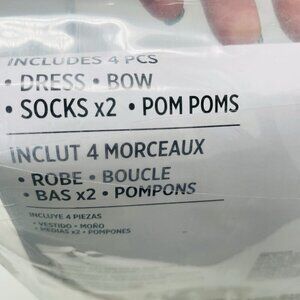 INCLUDES 4 PCS
• DRESS • BOW
• SOCKS x2 • POM POMS
INCLUT 4 MORCEAUX
• ROBE • BOUCLE
• BAS x2 • POMPONS
INCLUYE 4 PIEZAS
• VESTIDO • MOÑO
• MEDIAS x2 • POMPONES